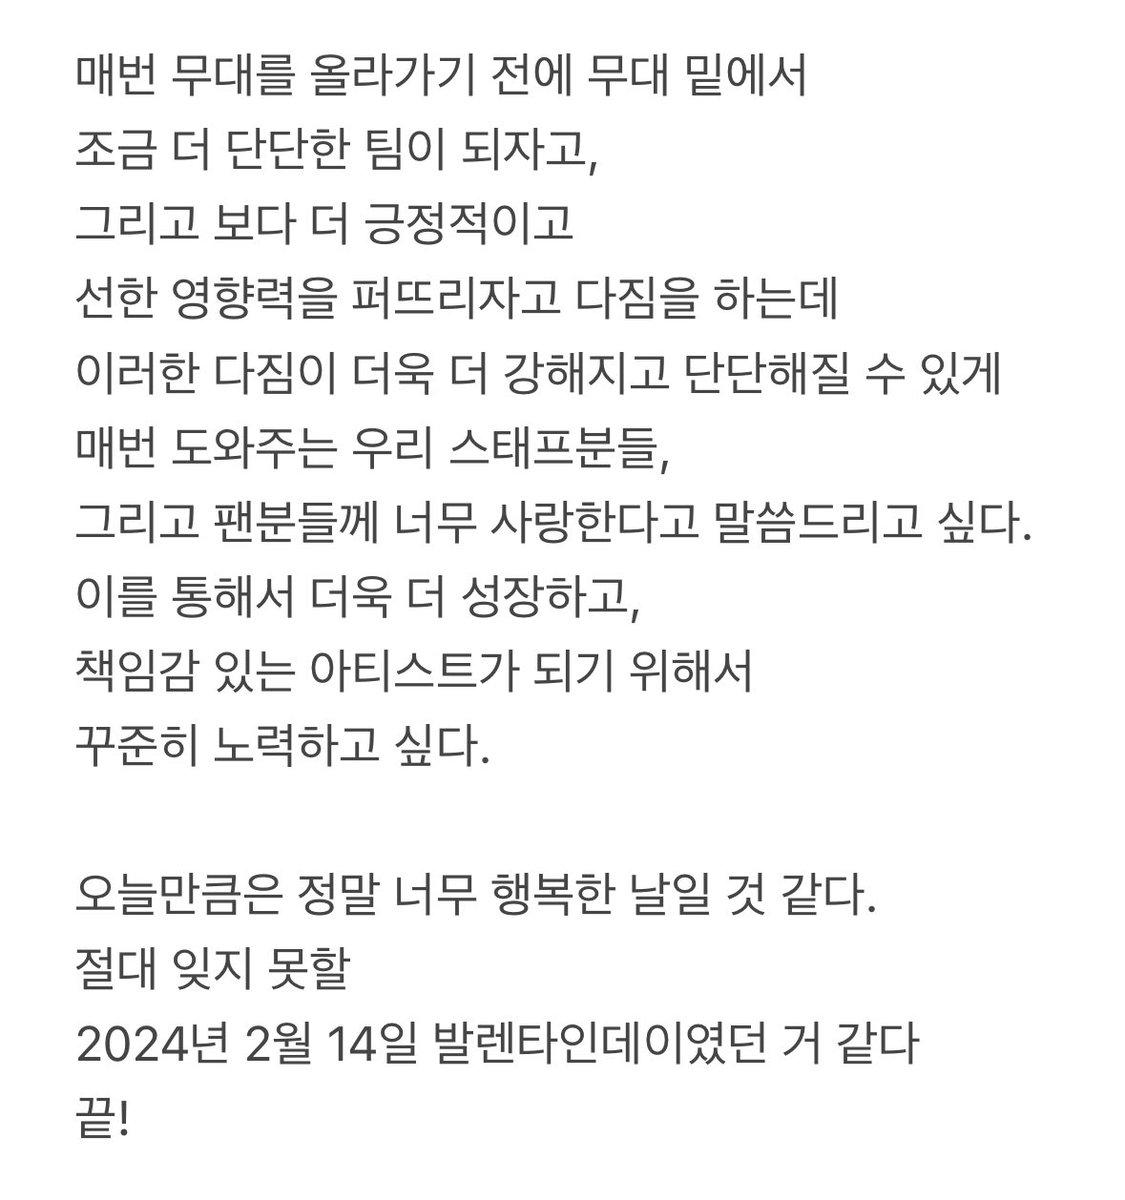 매번 무대를 올라가기 전에 무대 밑에서
조금 더 단단한 팀이 되자고,
그리고 보다 더 긍정적이고
선한 영향력을 퍼뜨리자고 다짐을 하는데
이러한 다짐이 더욱 더 강해지고 단단해질 수 있게
매번 도와주는 우리 스태프분들,
그리고 팬분들께 너무 사랑한다고 말씀드리고 싶다.
이를 통해서 더욱 더 성장하고,
책임감 있는 아티스트가 되기 위해서
꾸준히 노력하고 싶다.
오늘만큼은 정말 너무 행복한 날일 것 같다.
절대 잊지 못할
2024년 2월 14일 발렌타인데이였던 거 같다
끝!